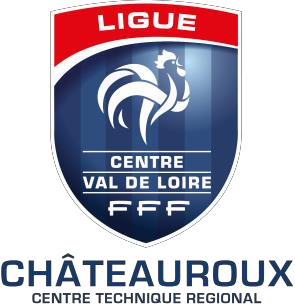 LIGUE
CENTRE
VAL DE LOIRE
FFF
CHÂTEAUROUX
CENTRE TECHNIQUE REGIONAL